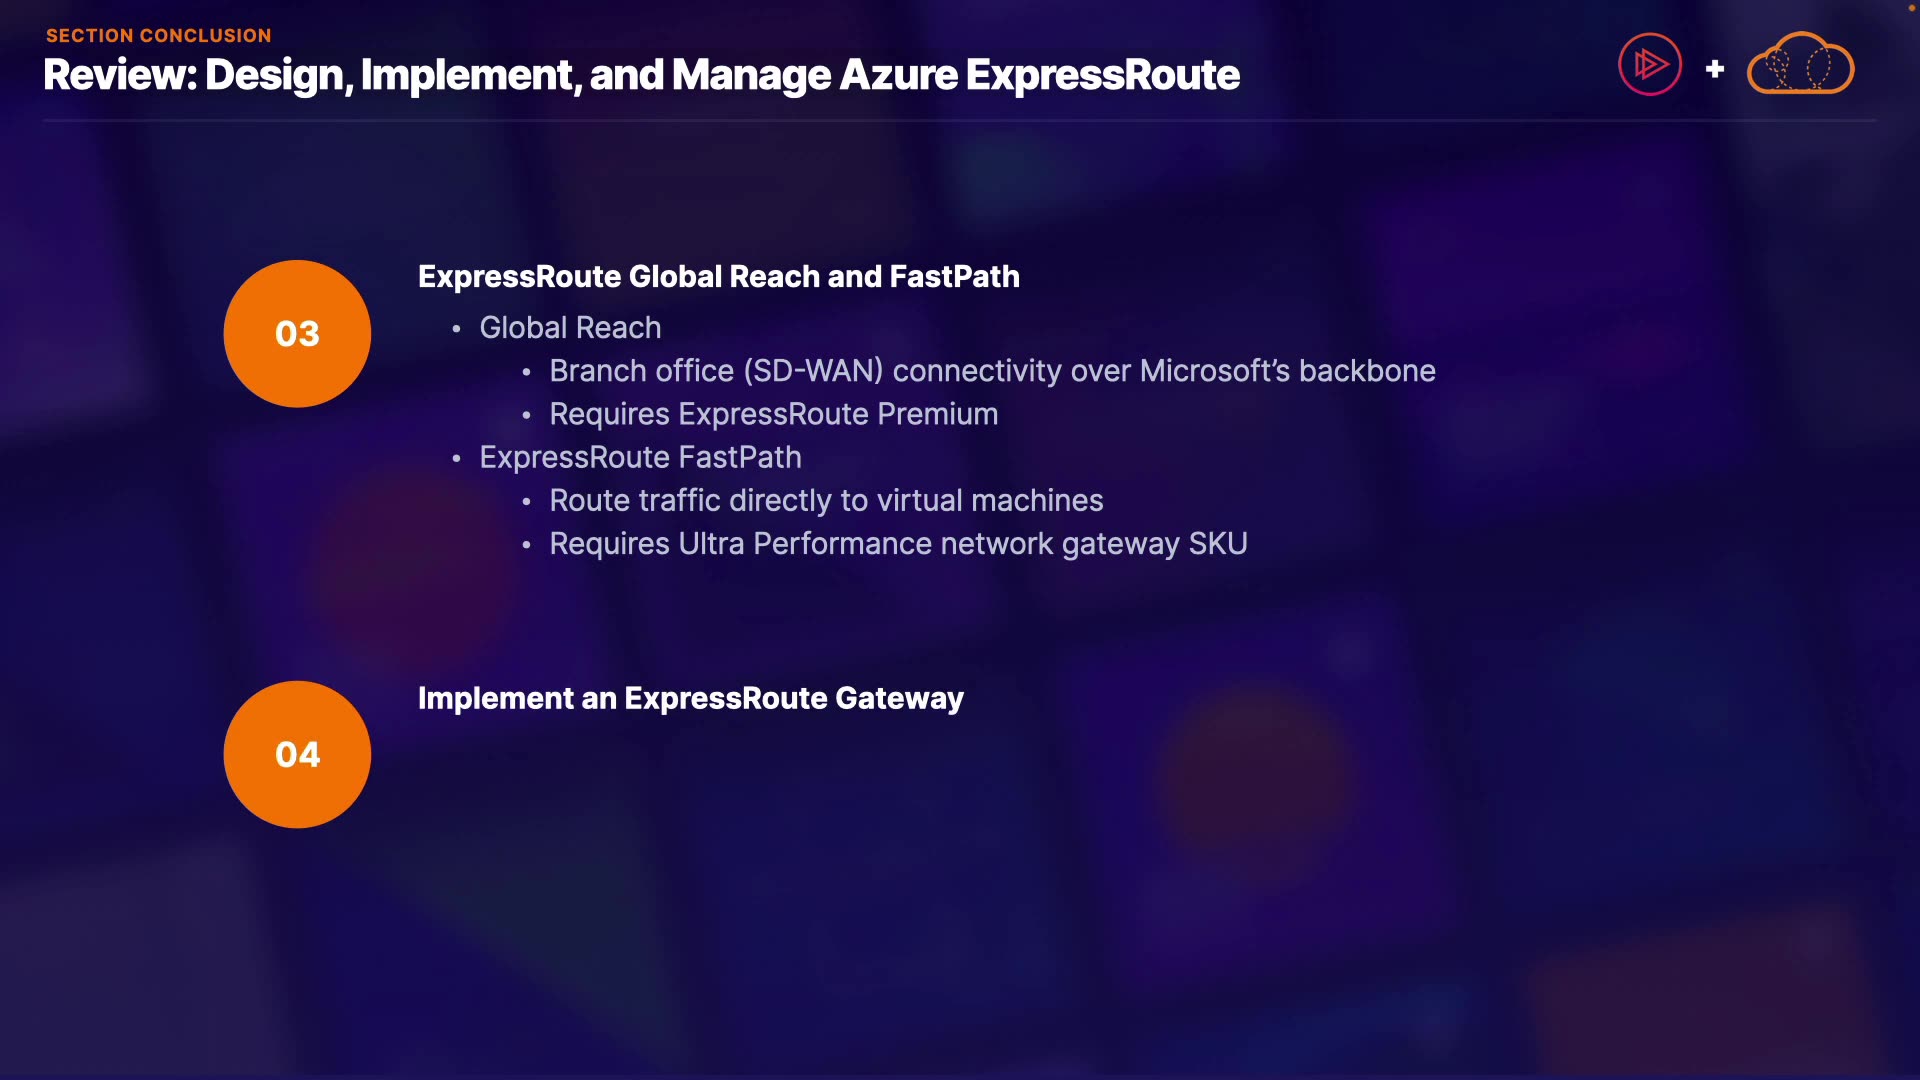 SECTION CONCLUSION
Review: Design, Implement, and Manage Azure ExpressRoute
+
03
ExpressRoute Global Reach and FastPath
• Global Reach
• Branch office (SD-WAN) connectivity over Microsoft’s backbone
• Requires ExpressRoute Premium
• ExpressRoute FastPath
• Route traffic directly to virtual machines
• Requires Ultra Performance network gateway SKU
04
Implement an ExpressRoute Gateway